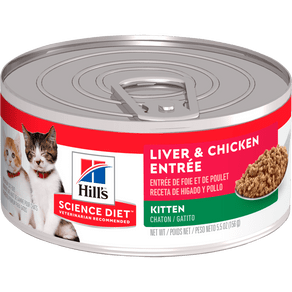 LIVER & CHICKEN
ENTRÉE
ENTRÉE DE FOIE ET DE POULET
RECETA DE HÍGADO Y POLLO
Hill's
SCIENCE DIET
VETERINARIAN RECOMMENDED
KITTEN
CHATON / GATITO
NET WT / POIDS NET / PESO NETO 5.5 OZ (156 g)